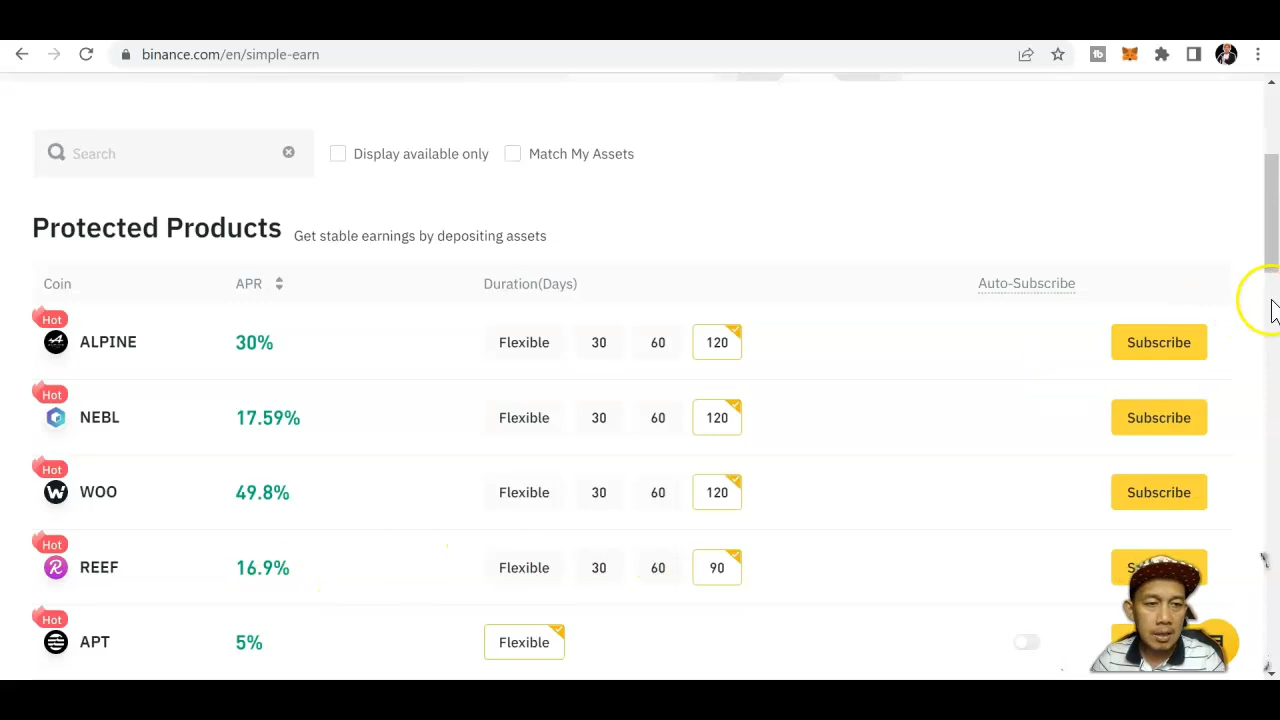 binance.com/en/simple-earn
Search
Display available only
Match My Assets
Protected Products Get stable earnings by depositing assets
Coin APR Duration(Days) Auto-Subscribe
Hot
ALPINE 30% Flexible 30 60 120 Subscribe
Hot
NEBL 17.59% Flexible 30 60 120 Subscribe
Hot
WOO 49.8% Flexible 30 60 120 Subscribe
Hot
REEF 16.9% Flexible 30 60 90
Hot
APT 5% Flexible